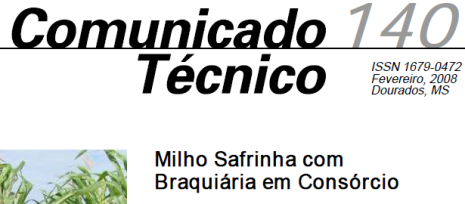 Comunicado 140
Técnico
ISSN 1679-0472
Fevereiro, 2008
Dourados, MS
Milho Safrinha com
Braquiária em Consórcio